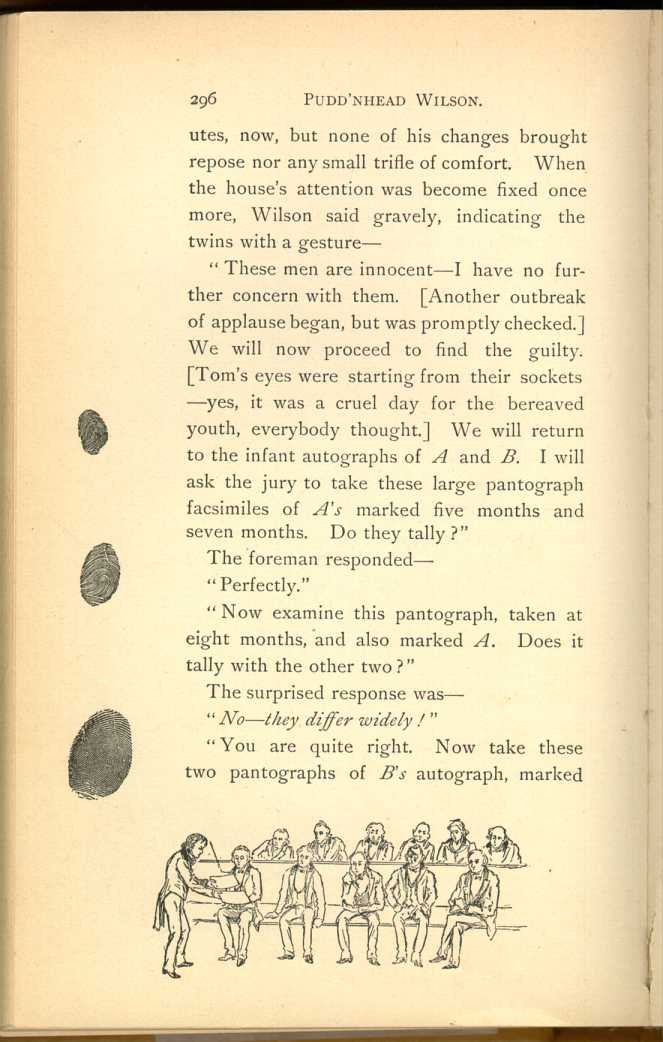 296 PUDD'NHEAD WILSON.
utes, now, but none of his changes brought
repose nor any small trifle of comfort. When
the house's attention was become fixed once
more, Wilson said gravely, indicating the
twins with a gesture—
"These men are innocent—I have no fur-
ther concern with them. [Another outbreak
of applause began, but was promptly checked.]
We will now proceed to find the guilty.
[Tom's eyes were starting from their sockets
—yes, it was a cruel day for the bereaved
youth, everybody thought.] We will return
to the infant autographs of A and B. I will
ask the jury to take these large pantograph
facsimiles of A's marked five months and
seven months. Do they tally?"
The foreman responded—
"Perfectly."
"Now examine this pantograph, taken at
eight months, and also marked A. Does it
tally with the other two?"
The surprised response was—
"No—they differ widely!"
"You are quite right. Now take these
two pantographs of B's autograph, marked